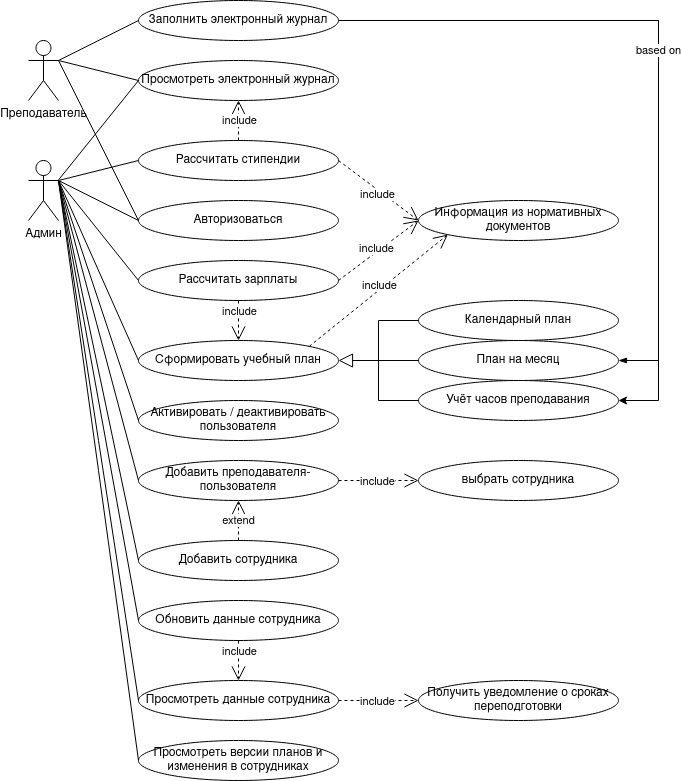 Заполнить электронный журнал
based on
Просмотреть электронный журнал
Преподаватель
include
Рассчитать стипендии
include
Админ
Авторизоваться
Информация из нормативных
документов
include
Рассчитать зарплаты
include
include
Календарный план
Сформировать учебный план
План на месяц
Учёт часов преподавания
Активировать / деактивировать
пользователя
Добавить преподавателя-
пользователя
include
выбрать сотрудника
extend
Добавить сотрудника
Обновить данные сотрудника
include
Просмотреть данные сотрудника
include
Получить уведомление о сроках
переподготовки
Просмотреть версии планов и
изменения в сотрудниках